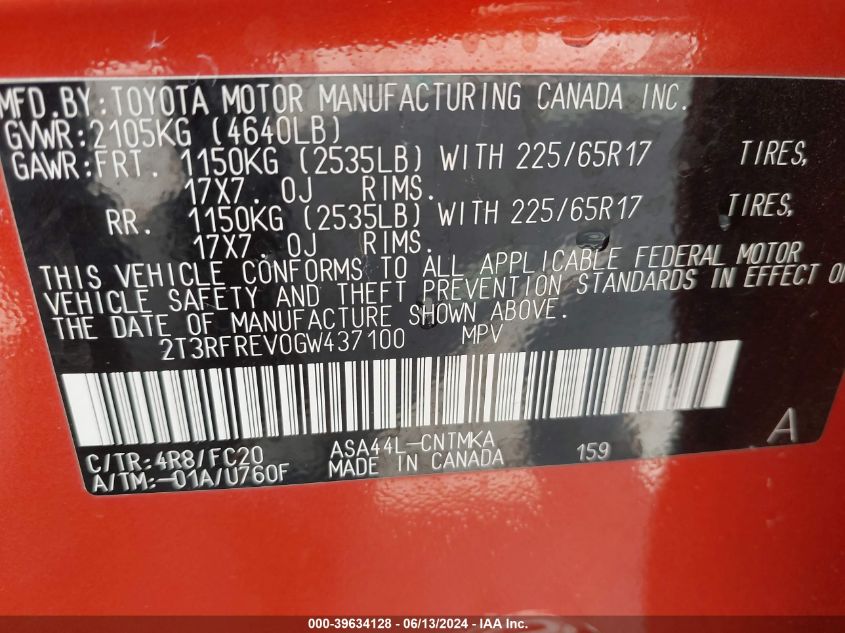 MFD.BY:TOYOTA MOTOR MANUFACTURING CANADA INC.
GVWR:2105KG (4640LB)
GAWR:FRT. 1150KG (2535LB) WITH 225/65R17 TIRES,
17X7.0J RIMS.
RR. 1150KG (2535LB) WITH 225/65R17 TIRES,
17X7.0J RIMS.
THIS VEHICLE CONFORMS TO ALL APPLICABLE FEDERAL MOTOR
VEHICLE SAFETY AND THEFT PREVENTION STANDARDS IN EFFECT ON
THE DATE OF MANUFACTURE SHOWN ABOVE.
2T3RFREV0GW437100 MPV
C/TR:4R8/FC20 ASA44L-CNTMKA 159 A
A/TM:-01A/U760F MADE IN CANADA
000-39634128 - 06/13/2024 - IAA Inc.